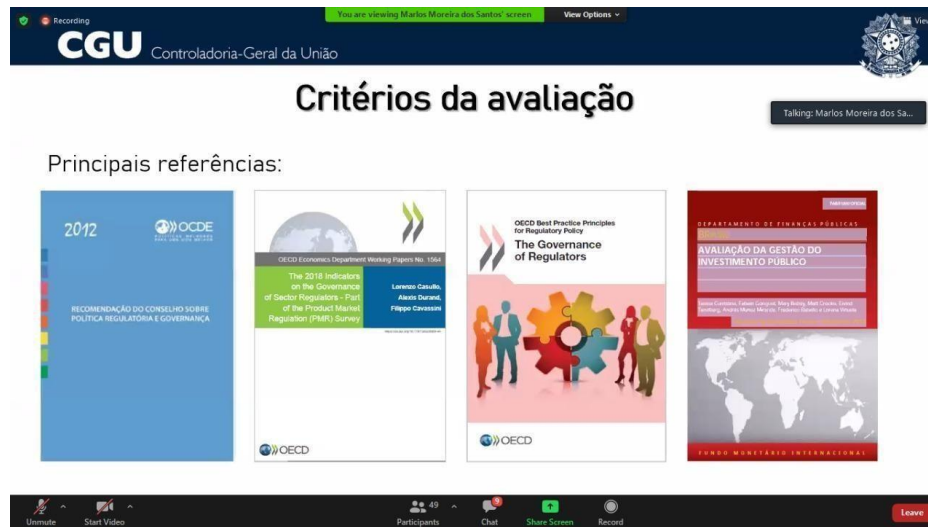 You are viewing Marlos Moreira dos Santos' screen
View Options
Recording
View
CGU Controladoria-Geral da União
Critérios da avaliação
Talking: Marlos Moreira dos Sa...
Principais referências:
2012
OCDE
RECOMENDAÇÃO DO CONSELHO SOBRE
POLÍTICA REGULATÓRIA E GOVERNANÇA
OECD Economics Department Working Papers No. 1564
The 2018 Indicators
on the Governance
of Sector Regulators - Part
of the Product Market
Regulation (PMR) Survey
Lorenzo Casullo,
Alexis Durand,
Filippo Cavassini
OECD
OECD Best Practice Principles
for Regulatory Policy
The Governance
of Regulators
OECD
DEPARTAMENTO DE FINANÇAS PÚBLICAS
AVALIAÇÃO DA GESTÃO DO
INVESTIMENTO PÚBLICO
FUNDO MONETÁRIO INTERNACIONAL
Unmute
Start Video
49
Participants
9
Chat
Share Screen
Record
Leave